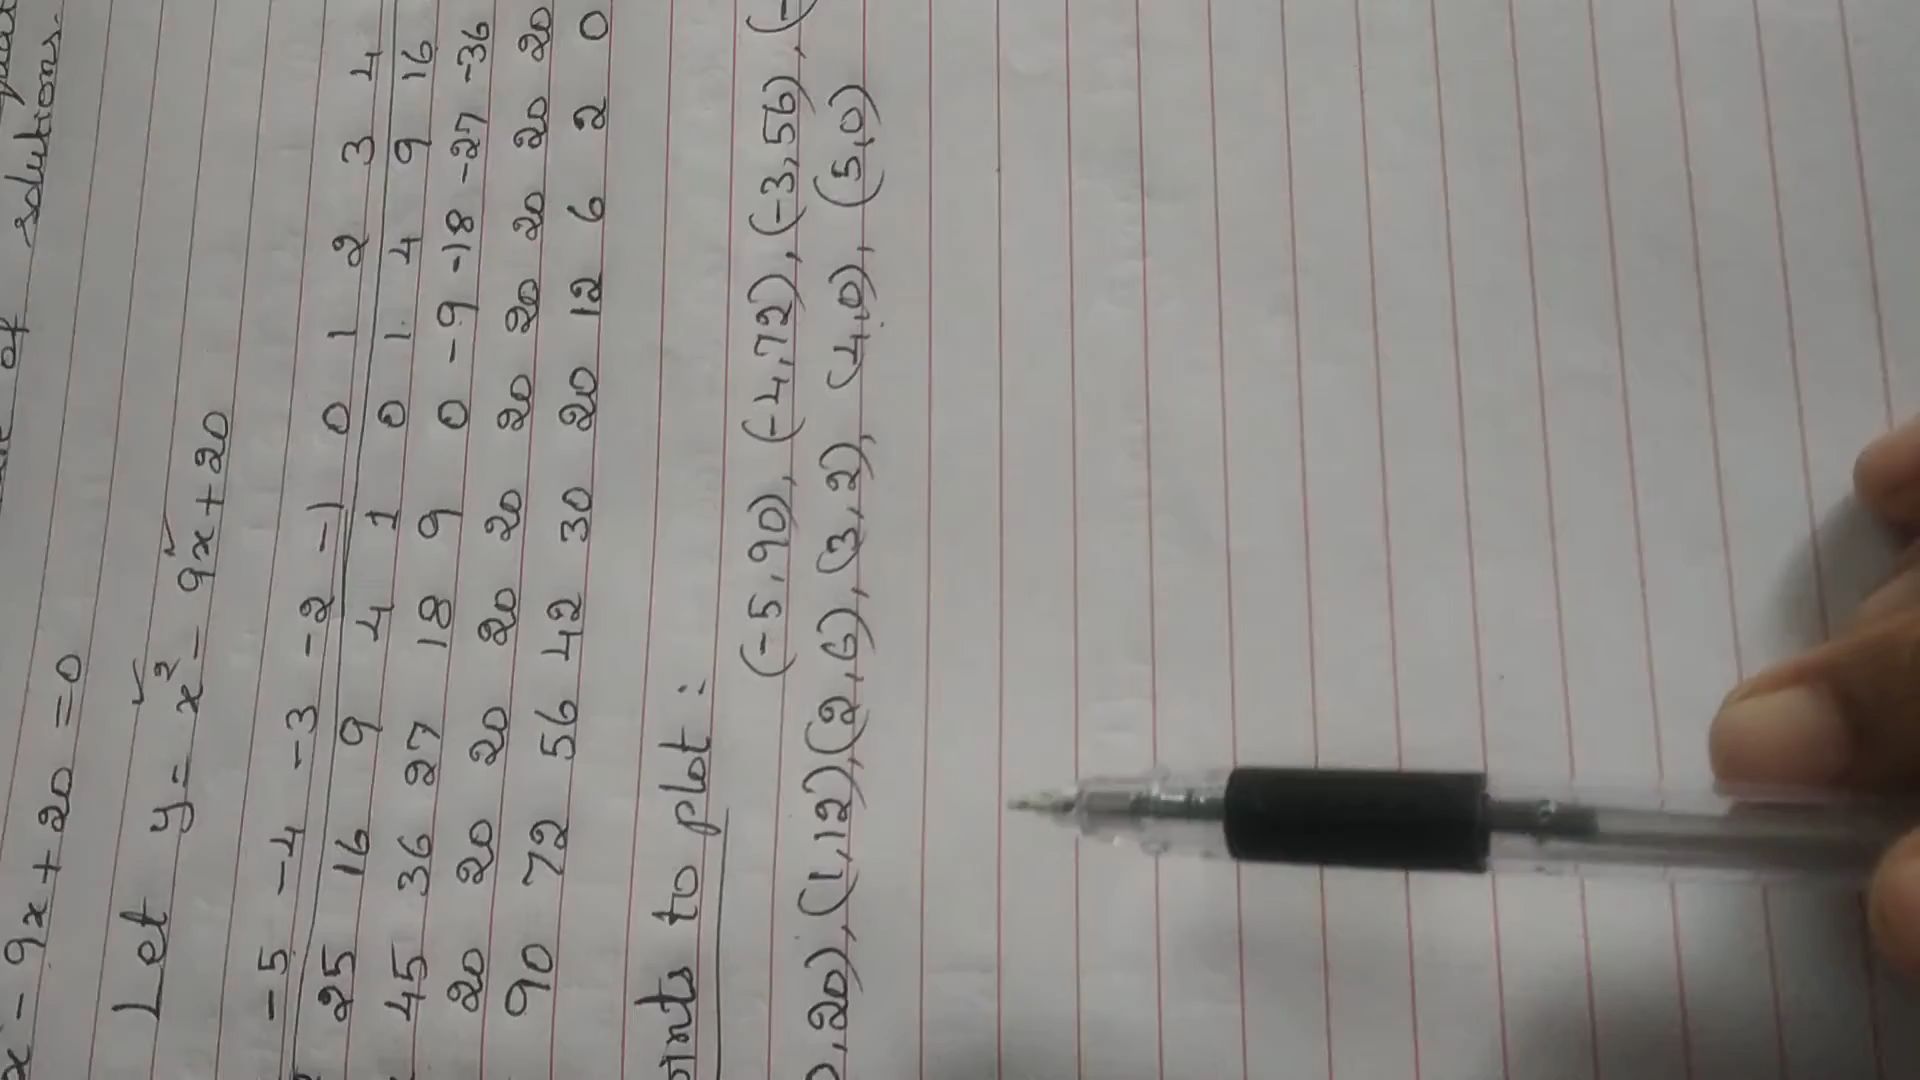 of solutions.
x - 9x + 20 = 0
Let y = x² - 9x + 20
-5 -4 -3 -2 -1 0 1 2 3 4
25 16 9 4 1 0 1 4 9 16
45 36 27 18 9 0 -9 -18 -27 -36
20 20 20 20 20 20 20 20 20 20
90 72 56 42 30 20 12 6 2 0
oints to plot :
(-5,90), (-4,72), (-3,56), (-
0,20), (1,12), (2,6), (3,2), (4,0), (5,0)